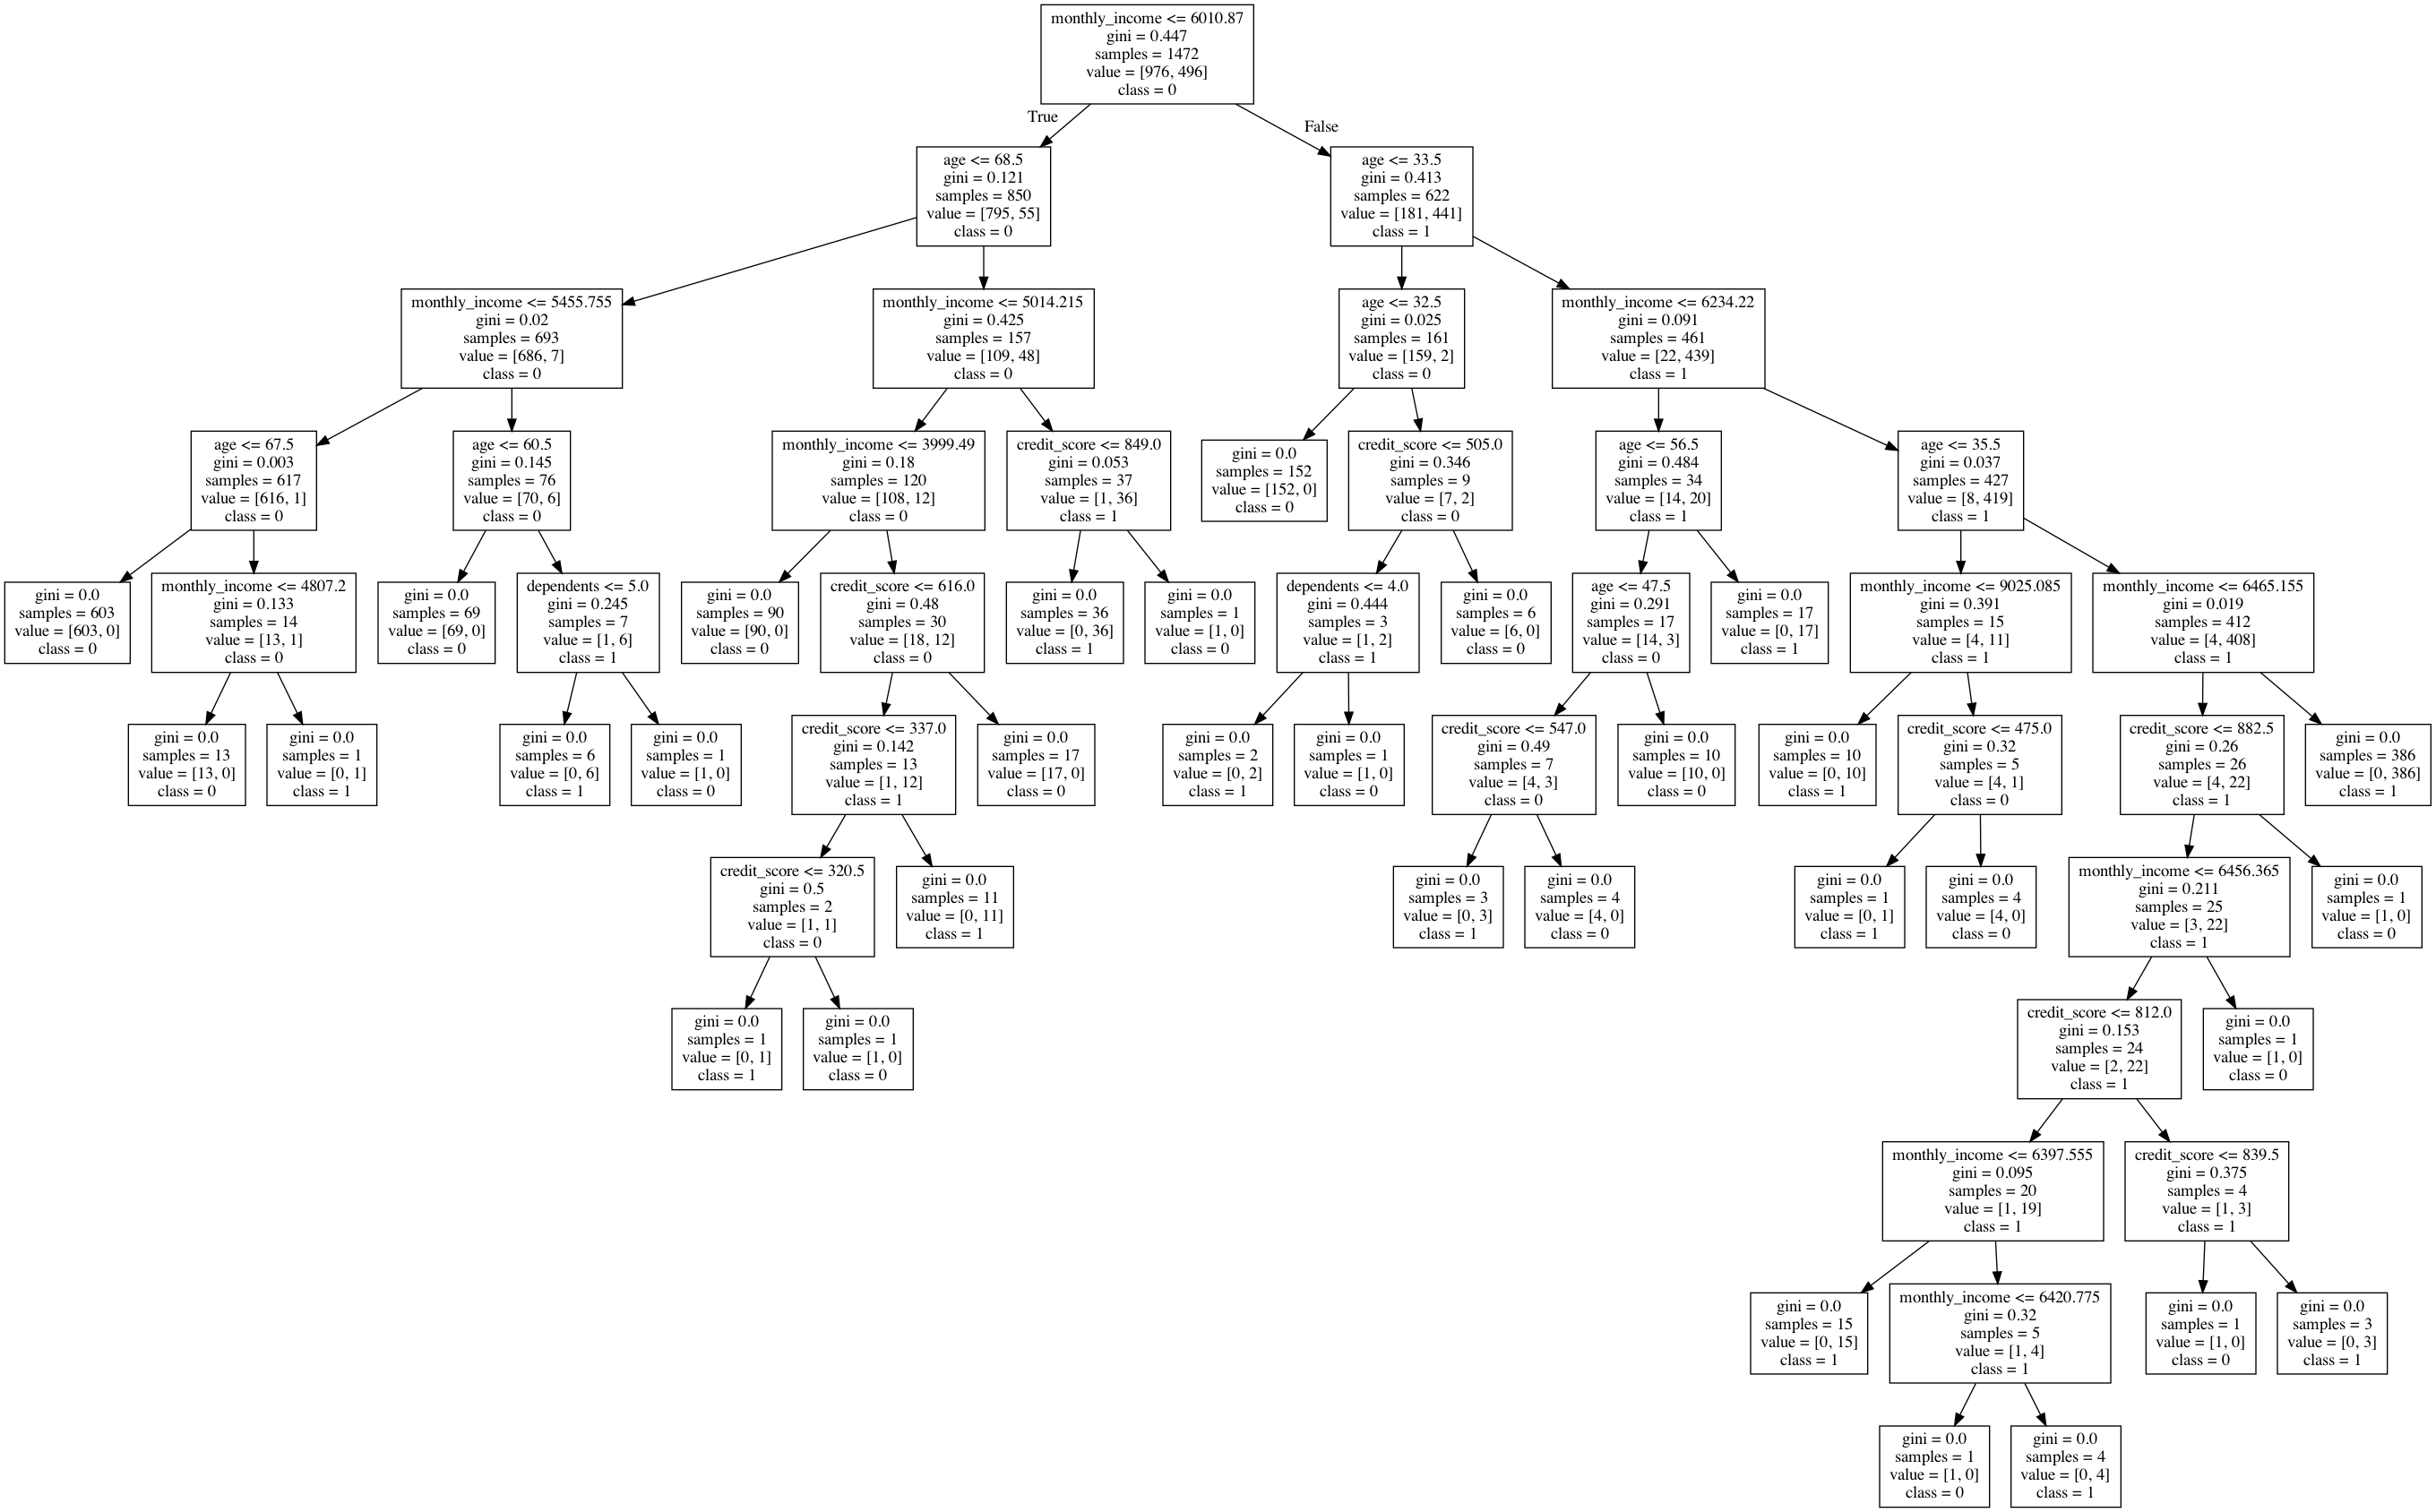 monthly_income <= 6010.87
gini = 0.447
samples = 1472
value = [976, 496]
class = 0
True
False
age <= 68.5
gini = 0.121
samples = 850
value = [795, 55]
class = 0
age <= 33.5
gini = 0.413
samples = 622
value = [181, 441]
class = 1
monthly_income <= 5455.755
gini = 0.02
samples = 693
value = [686, 7]
class = 0
monthly_income <= 5014.215
gini = 0.425
samples = 157
value = [109, 48]
class = 0
age <= 32.5
gini = 0.025
samples = 161
value = [159, 2]
class = 0
monthly_income <= 6234.22
gini = 0.091
samples = 461
value = [22, 439]
class = 1
age <= 67.5
gini = 0.003
samples = 617
value = [616, 1]
class = 0
age <= 60.5
gini = 0.145
samples = 76
value = [70, 6]
class = 0
monthly_income <= 3999.49
gini = 0.18
samples = 120
value = [108, 12]
class = 0
credit_score <= 849.0
gini = 0.053
samples = 37
value = [1, 36]
class = 1
gini = 0.0
samples = 152
value = [152, 0]
class = 0
credit_score <= 505.0
gini = 0.346
samples = 9
value = [7, 2]
class = 0
age <= 56.5
gini = 0.484
samples = 34
value = [14, 20]
class = 1
age <= 35.5
gini = 0.037
samples = 427
value = [8, 419]
class = 1
gini = 0.0
samples = 603
value = [603, 0]
class = 0
monthly_income <= 4807.2
gini = 0.133
samples = 14
value = [13, 1]
class = 0
gini = 0.0
samples = 69
value = [69, 0]
class = 0
dependents <= 5.0
gini = 0.245
samples = 7
value = [1, 6]
class = 1
gini = 0.0
samples = 90
value = [90, 0]
class = 0
credit_score <= 616.0
gini = 0.48
samples = 30
value = [18, 12]
class = 0
gini = 0.0
samples = 36
value = [0, 36]
class = 1
gini = 0.0
samples = 1
value = [1, 0]
class = 0
dependents <= 4.0
gini = 0.444
samples = 3
value = [1, 2]
class = 1
gini = 0.0
samples = 6
value = [6, 0]
class = 0
age <= 47.5
gini = 0.291
samples = 17
value = [14, 3]
class = 0
gini = 0.0
samples = 17
value = [0, 17]
class = 1
monthly_income <= 9025.085
gini = 0.391
samples = 15
value = [4, 11]
class = 1
monthly_income <= 6465.155
gini = 0.019
samples = 412
value = [4, 408]
class = 1
gini = 0.0
samples = 13
value = [13, 0]
class = 0
gini = 0.0
samples = 1
value = [0, 1]
class = 1
gini = 0.0
samples = 6
value = [0, 6]
class = 1
gini = 0.0
samples = 1
value = [1, 0]
class = 0
credit_score <= 337.0
gini = 0.142
samples = 13
value = [1, 12]
class = 1
gini = 0.0
samples = 17
value = [17, 0]
class = 0
gini = 0.0
samples = 2
value = [0, 2]
class = 1
gini = 0.0
samples = 1
value = [1, 0]
class = 0
credit_score <= 547.0
gini = 0.49
samples = 7
value = [4, 3]
class = 0
gini = 0.0
samples = 10
value = [10, 0]
class = 0
gini = 0.0
samples = 10
value = [0, 10]
class = 1
credit_score <= 475.0
gini = 0.32
samples = 5
value = [4, 1]
class = 0
credit_score <= 882.5
gini = 0.26
samples = 26
value = [4, 22]
class = 1
gini = 0.0
samples = 386
value = [0, 386]
class = 1
credit_score <= 320.5
gini = 0.5
samples = 2
value = [1, 1]
class = 0
gini = 0.0
samples = 11
value = [0, 11]
class = 1
gini = 0.0
samples = 3
value = [0, 3]
class = 1
gini = 0.0
samples = 4
value = [4, 0]
class = 0
gini = 0.0
samples = 1
value = [0, 1]
class = 1
gini = 0.0
samples = 4
value = [4, 0]
class = 0
monthly_income <= 6456.365
gini = 0.211
samples = 25
value = [3, 22]
class = 1
gini = 0.0
samples = 1
value = [1, 0]
class = 0
gini = 0.0
samples = 1
value = [0, 1]
class = 1
gini = 0.0
samples = 1
value = [1, 0]
class = 0
credit_score <= 812.0
gini = 0.153
samples = 24
value = [2, 22]
class = 1
gini = 0.0
samples = 1
value = [1, 0]
class = 0
monthly_income <= 6397.555
gini = 0.095
samples = 20
value = [1, 19]
class = 1
credit_score <= 839.5
gini = 0.375
samples = 4
value = [1, 3]
class = 1
gini = 0.0
samples = 15
value = [0, 15]
class = 1
monthly_income <= 6420.775
gini = 0.32
samples = 5
value = [1, 4]
class = 1
gini = 0.0
samples = 1
value = [1, 0]
class = 0
gini = 0.0
samples = 3
value = [0, 3]
class = 1
gini = 0.0
samples = 1
value = [1, 0]
class = 0
gini = 0.0
samples = 4
value = [0, 4]
class = 1